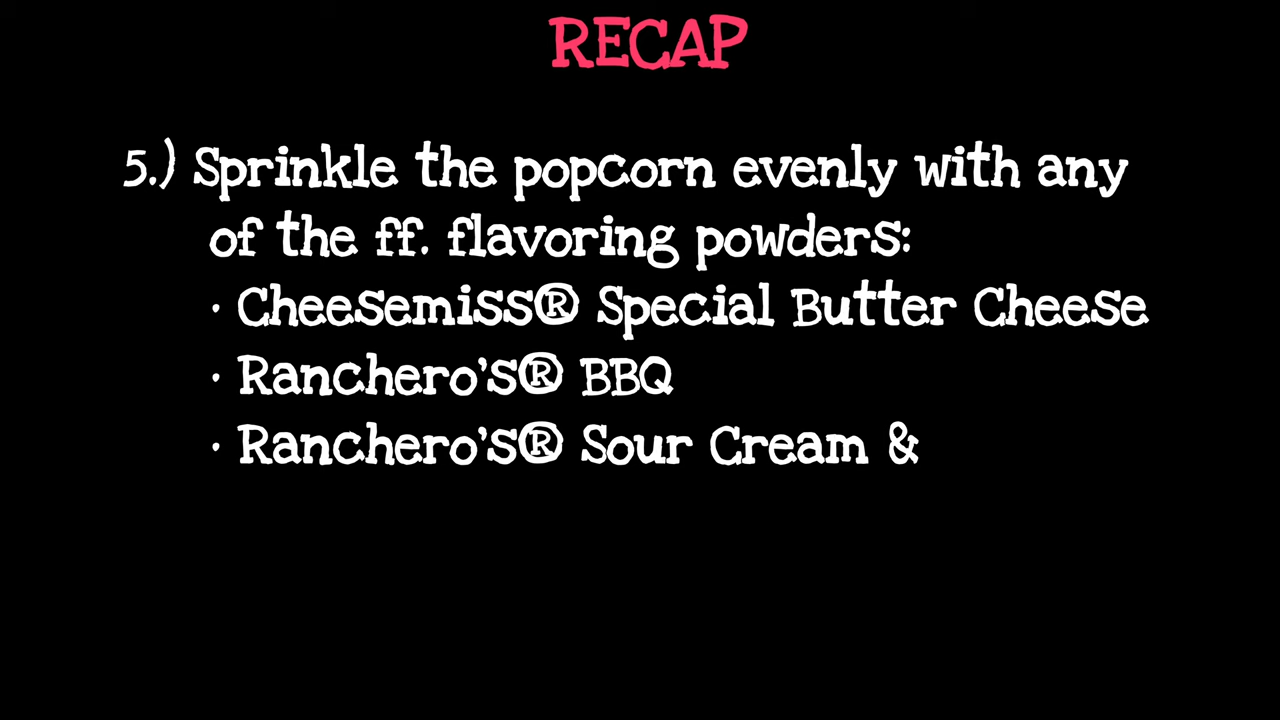 RECAP
5.) Sprinkle the popcorn evenly with any
of the ff. flavoring powders:
· Cheesemiss® Special Butter Cheese
· Ranchero's® BBQ
· Ranchero's® Sour Cream &